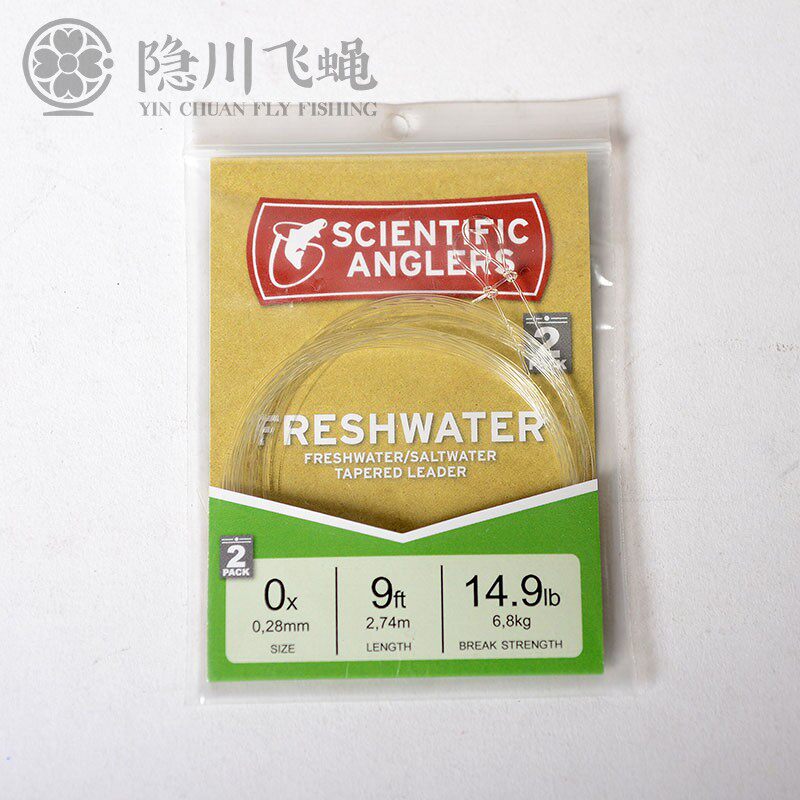 隐川飞蝇
YIN CHUAN FLY FISHING
SCIENTIFIC
ANGLERS
2
PACK
FRESHWATER
FRESHWATER/SALTWATER
TAPERED LEADER
2
PACK
0x
0,28mm
SIZE
9ft
2,74m
LENGTH
14.9lb
6,8kg
BREAK STRENGTH